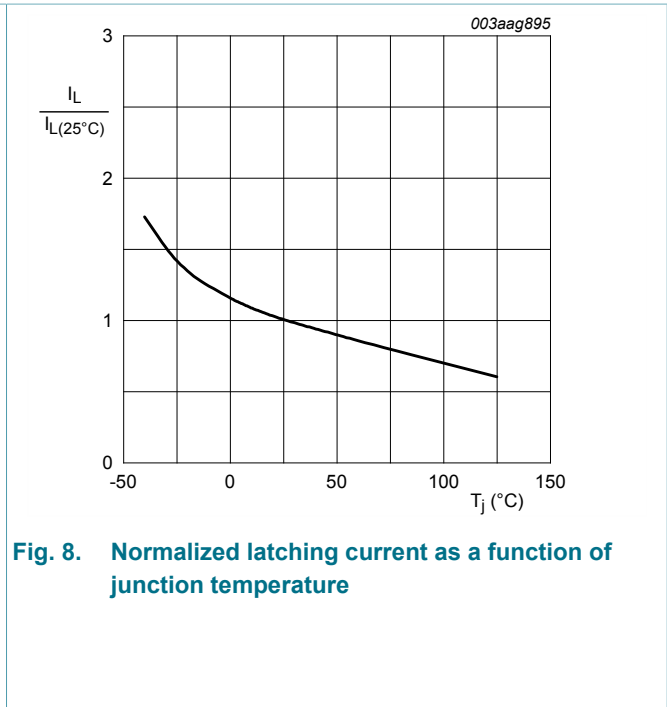 003aag895
3
I_L
I_L(25°C)
2
1
0
-50 0 50 100 150
T_j (°C)
Fig. 8. Normalized latching current as a function of
junction temperature